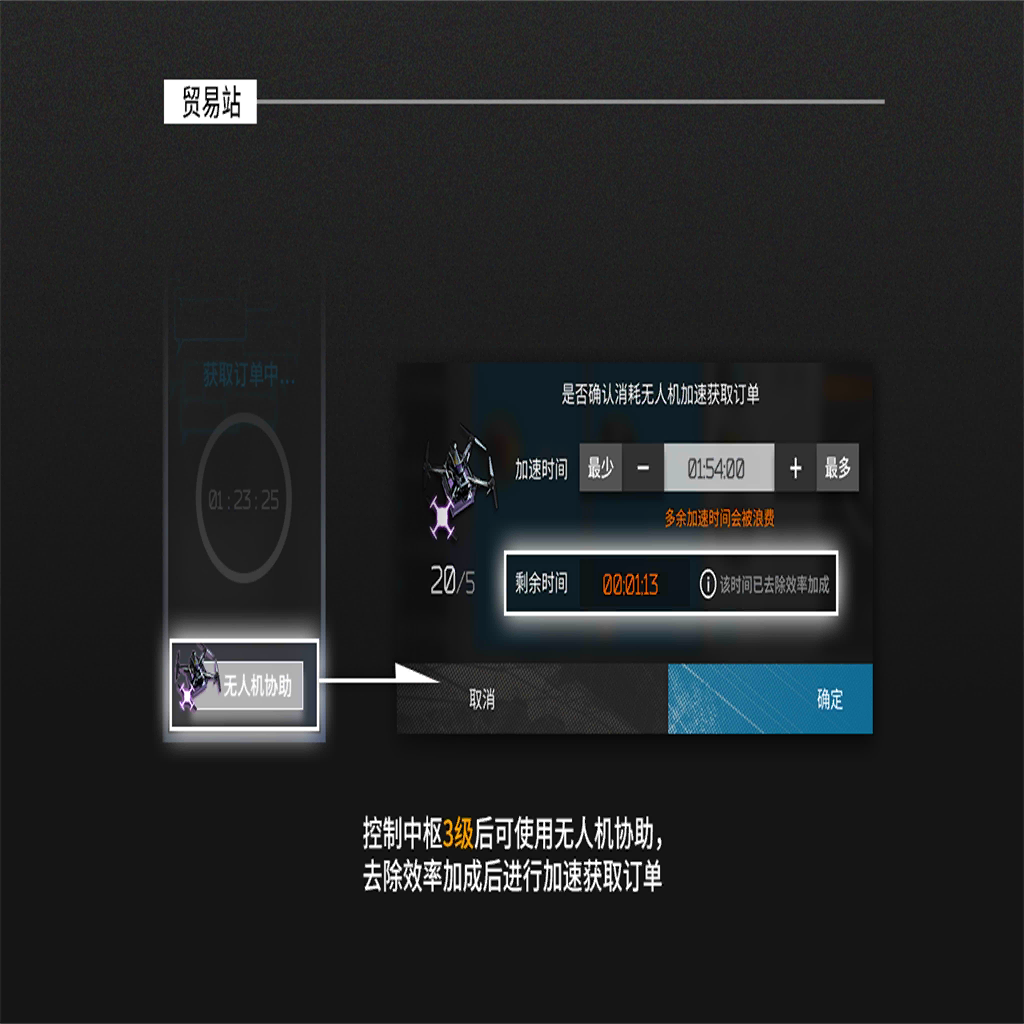 贸易站
获取订单中...
01:23:25
无人机协助
是否确认消耗无人机加速获取订单
加速时间 最少 − 01:54:00 + 最多
多余加速时间会被浪费
20/5
剩余时间 00:01:13 i 该时间已去除效率加成
取消 确定
控制中枢3级后可使用无人机协助，
去除效率加成后进行加速获取订单